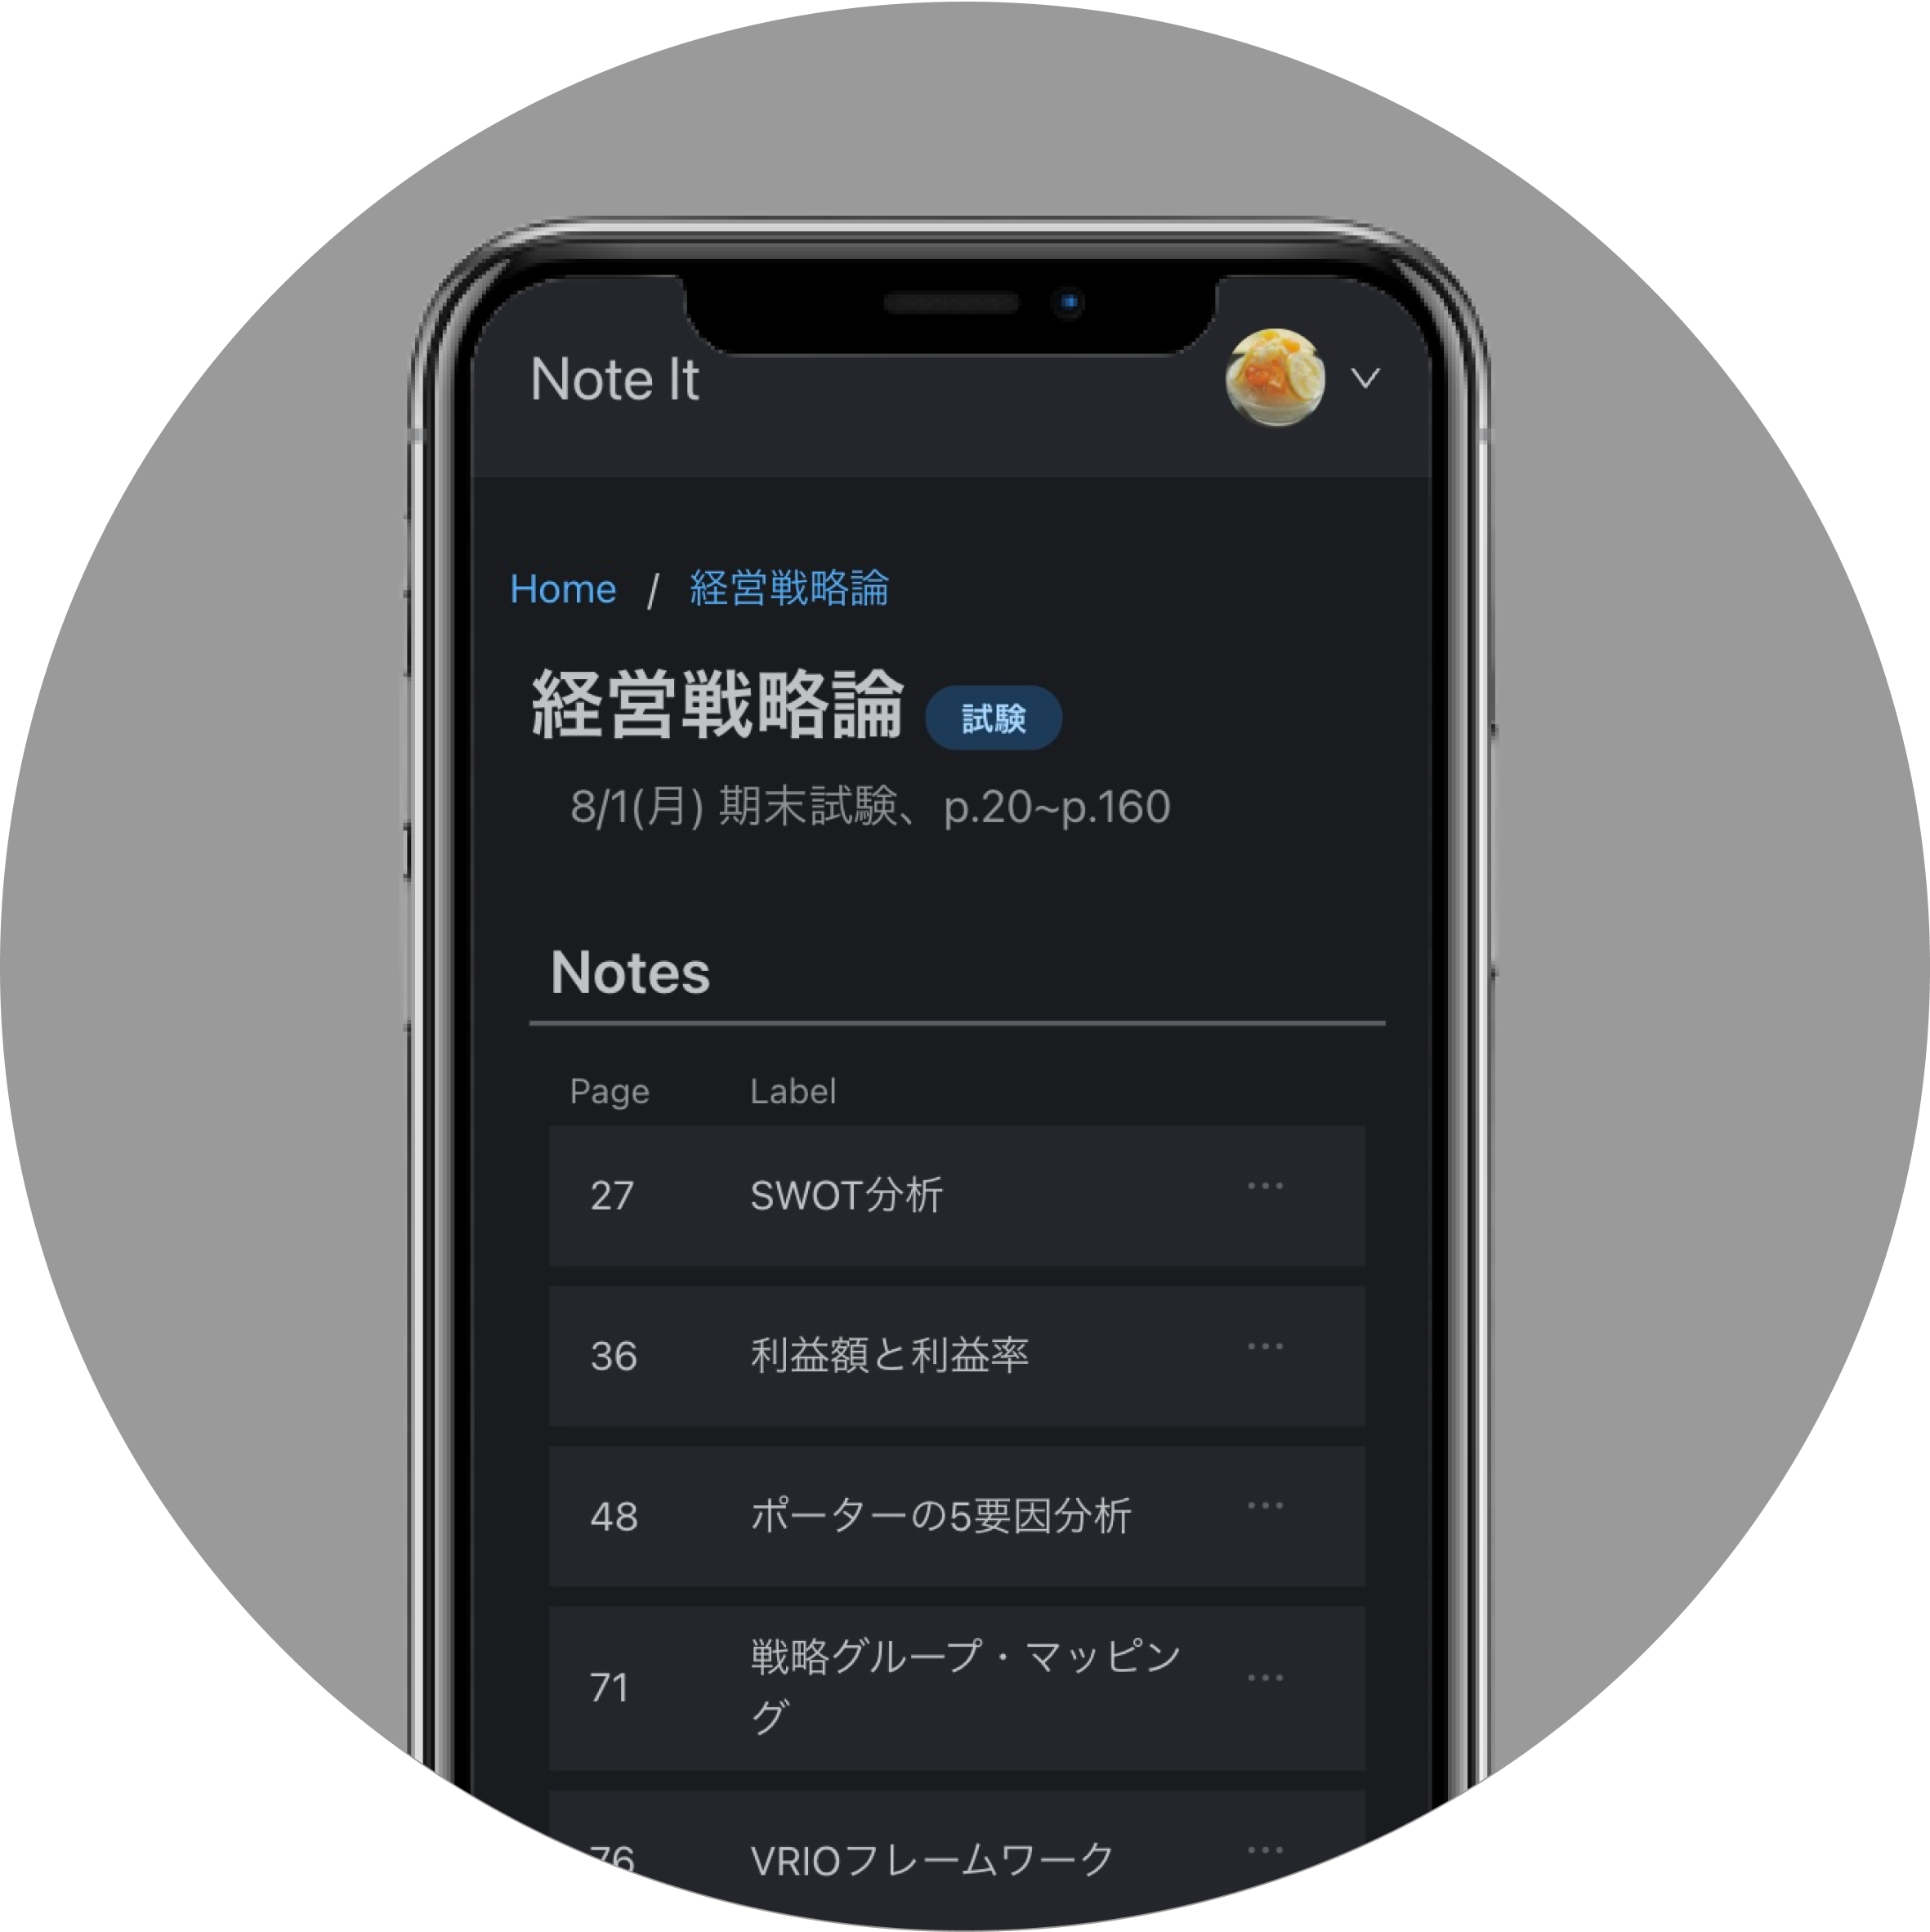 Note It
Home / 経営戦略論
経営戦略論 試験
8/1(月) 期末試験、p.20~p.160
Notes
Page Label
27 SWOT分析
36 利益額と利益率
48 ポーターの5要因分析
71 戦略グループ・マッピン
グ
76 VRIOフレームワーク